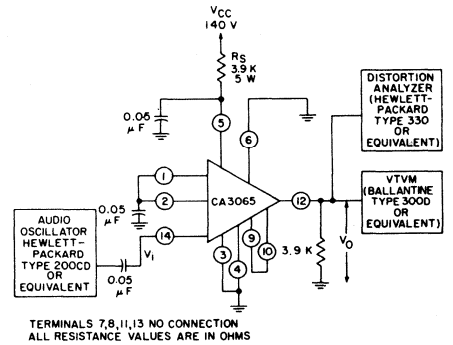 VCC
140 V
RS
3.9 K
5 W
0.05
µF
5
6
DISTORTION
ANALYZER
(HEWLETT-
PACKARD
TYPE 330
OR
EQUIVALENT)
1
2
CA3065
12
VTVM
(BALLANTINE
TYPE 300D
OR
EQUIVALENT)
0.05
µF
AUDIO
OSCILLATOR
HEWLETT-
PACKARD
TYPE 200CD
OR
EQUIVALENT
V1
14
0.05
µF
3
4
9
10
3.9 K
VO
TERMINALS 7,8,11,13 NO CONNECTION
ALL RESISTANCE VALUES ARE IN OHMS